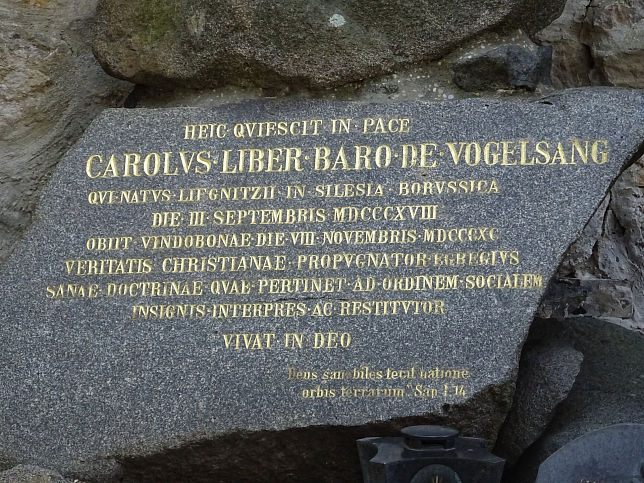 HEIC·QVIESCIT·IN·PACE
CAROLVS·LIBER·BARO·DE·VOGELSANG
QVI·NATVS·LIEGNITZII·IN·SILESIA·BORVSSICA
DIE·III·SEPTEMBRIS·MDCCCXVIII
OBIIT·VINDOBONAE·DIE·VIII·NOVEMBRIS·MDCCCXC
VERITATIS·CHRISTIANAE·PROPVGNATOR·EGREGIVS
SANAE·DOCTRINAE·QVAE·PERTINET·AD·ORDINEM·SOCIALEM
INSIGNIS·INTERPRES·AC·RESTITVTOR
VIVAT·IN·DEO
Deus sanabiles fecit natione
orbis terrarum" Sap 1.14